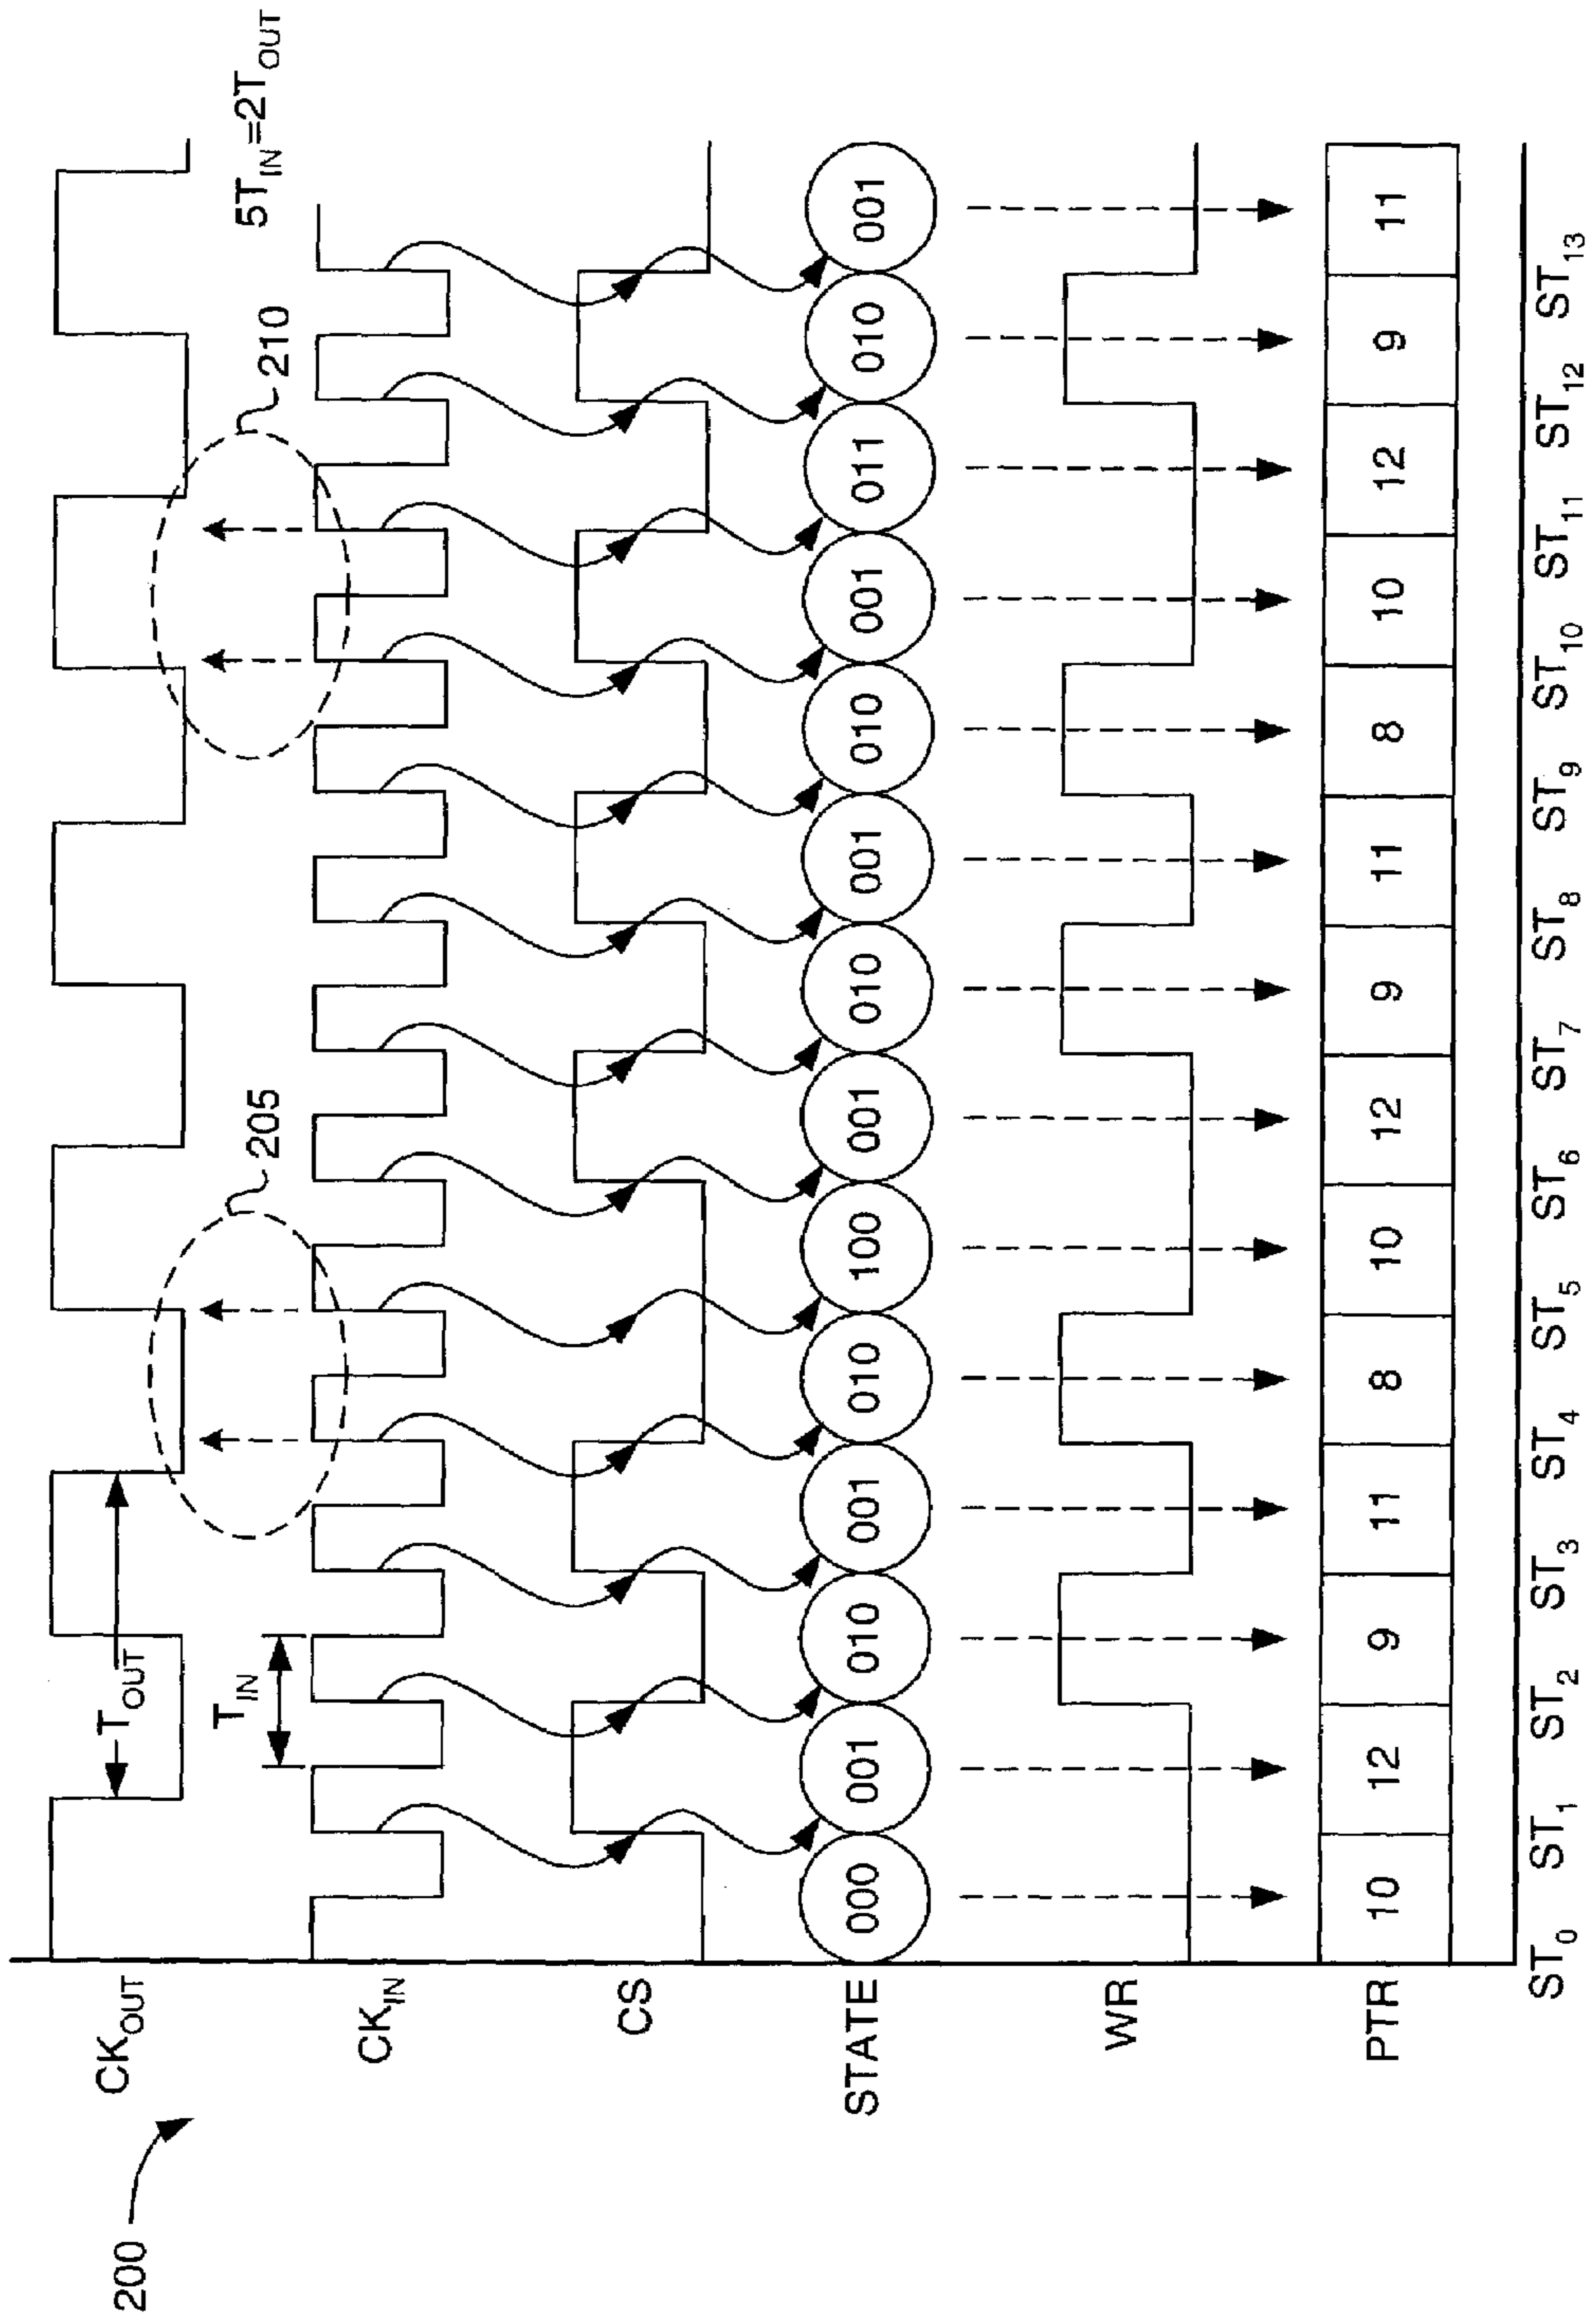 200
CK_OUT
T_OUT
205
210
5T_IN=2T_OUT
T_IN
CK_IN
CS
STATE
000 001 010 001 010 100 001 010 001 010 001 011 010 001
WR
PTR
10 12 9 11 8 10 12 9 11 8 10 12 9 11
ST_0 ST_1 ST_2 ST_3 ST_4 ST_5 ST_6 ST_7 ST_8 ST_9 ST_10 ST_11 ST_12 ST_13